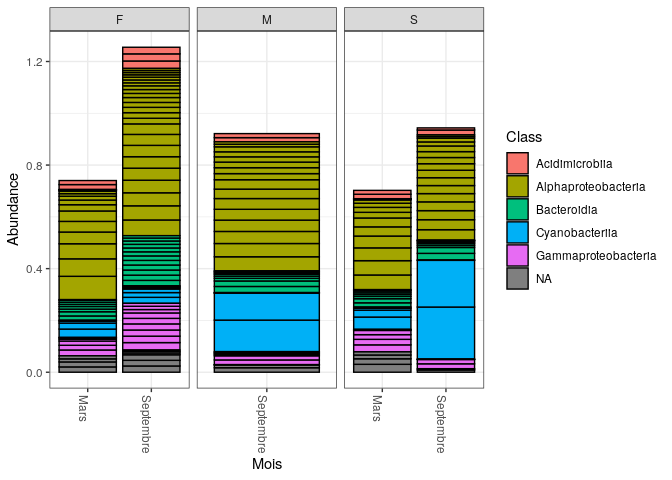 F
M
S
Abundance
1.2
0.8
0.4
0.0
Mars
Septembre
Septembre
Mars
Septembre
Mois
Class
Acidimicrobiia
Alphaproteobacteria
Bacteroidia
Cyanobacteriia
Gammaproteobacteria
NA